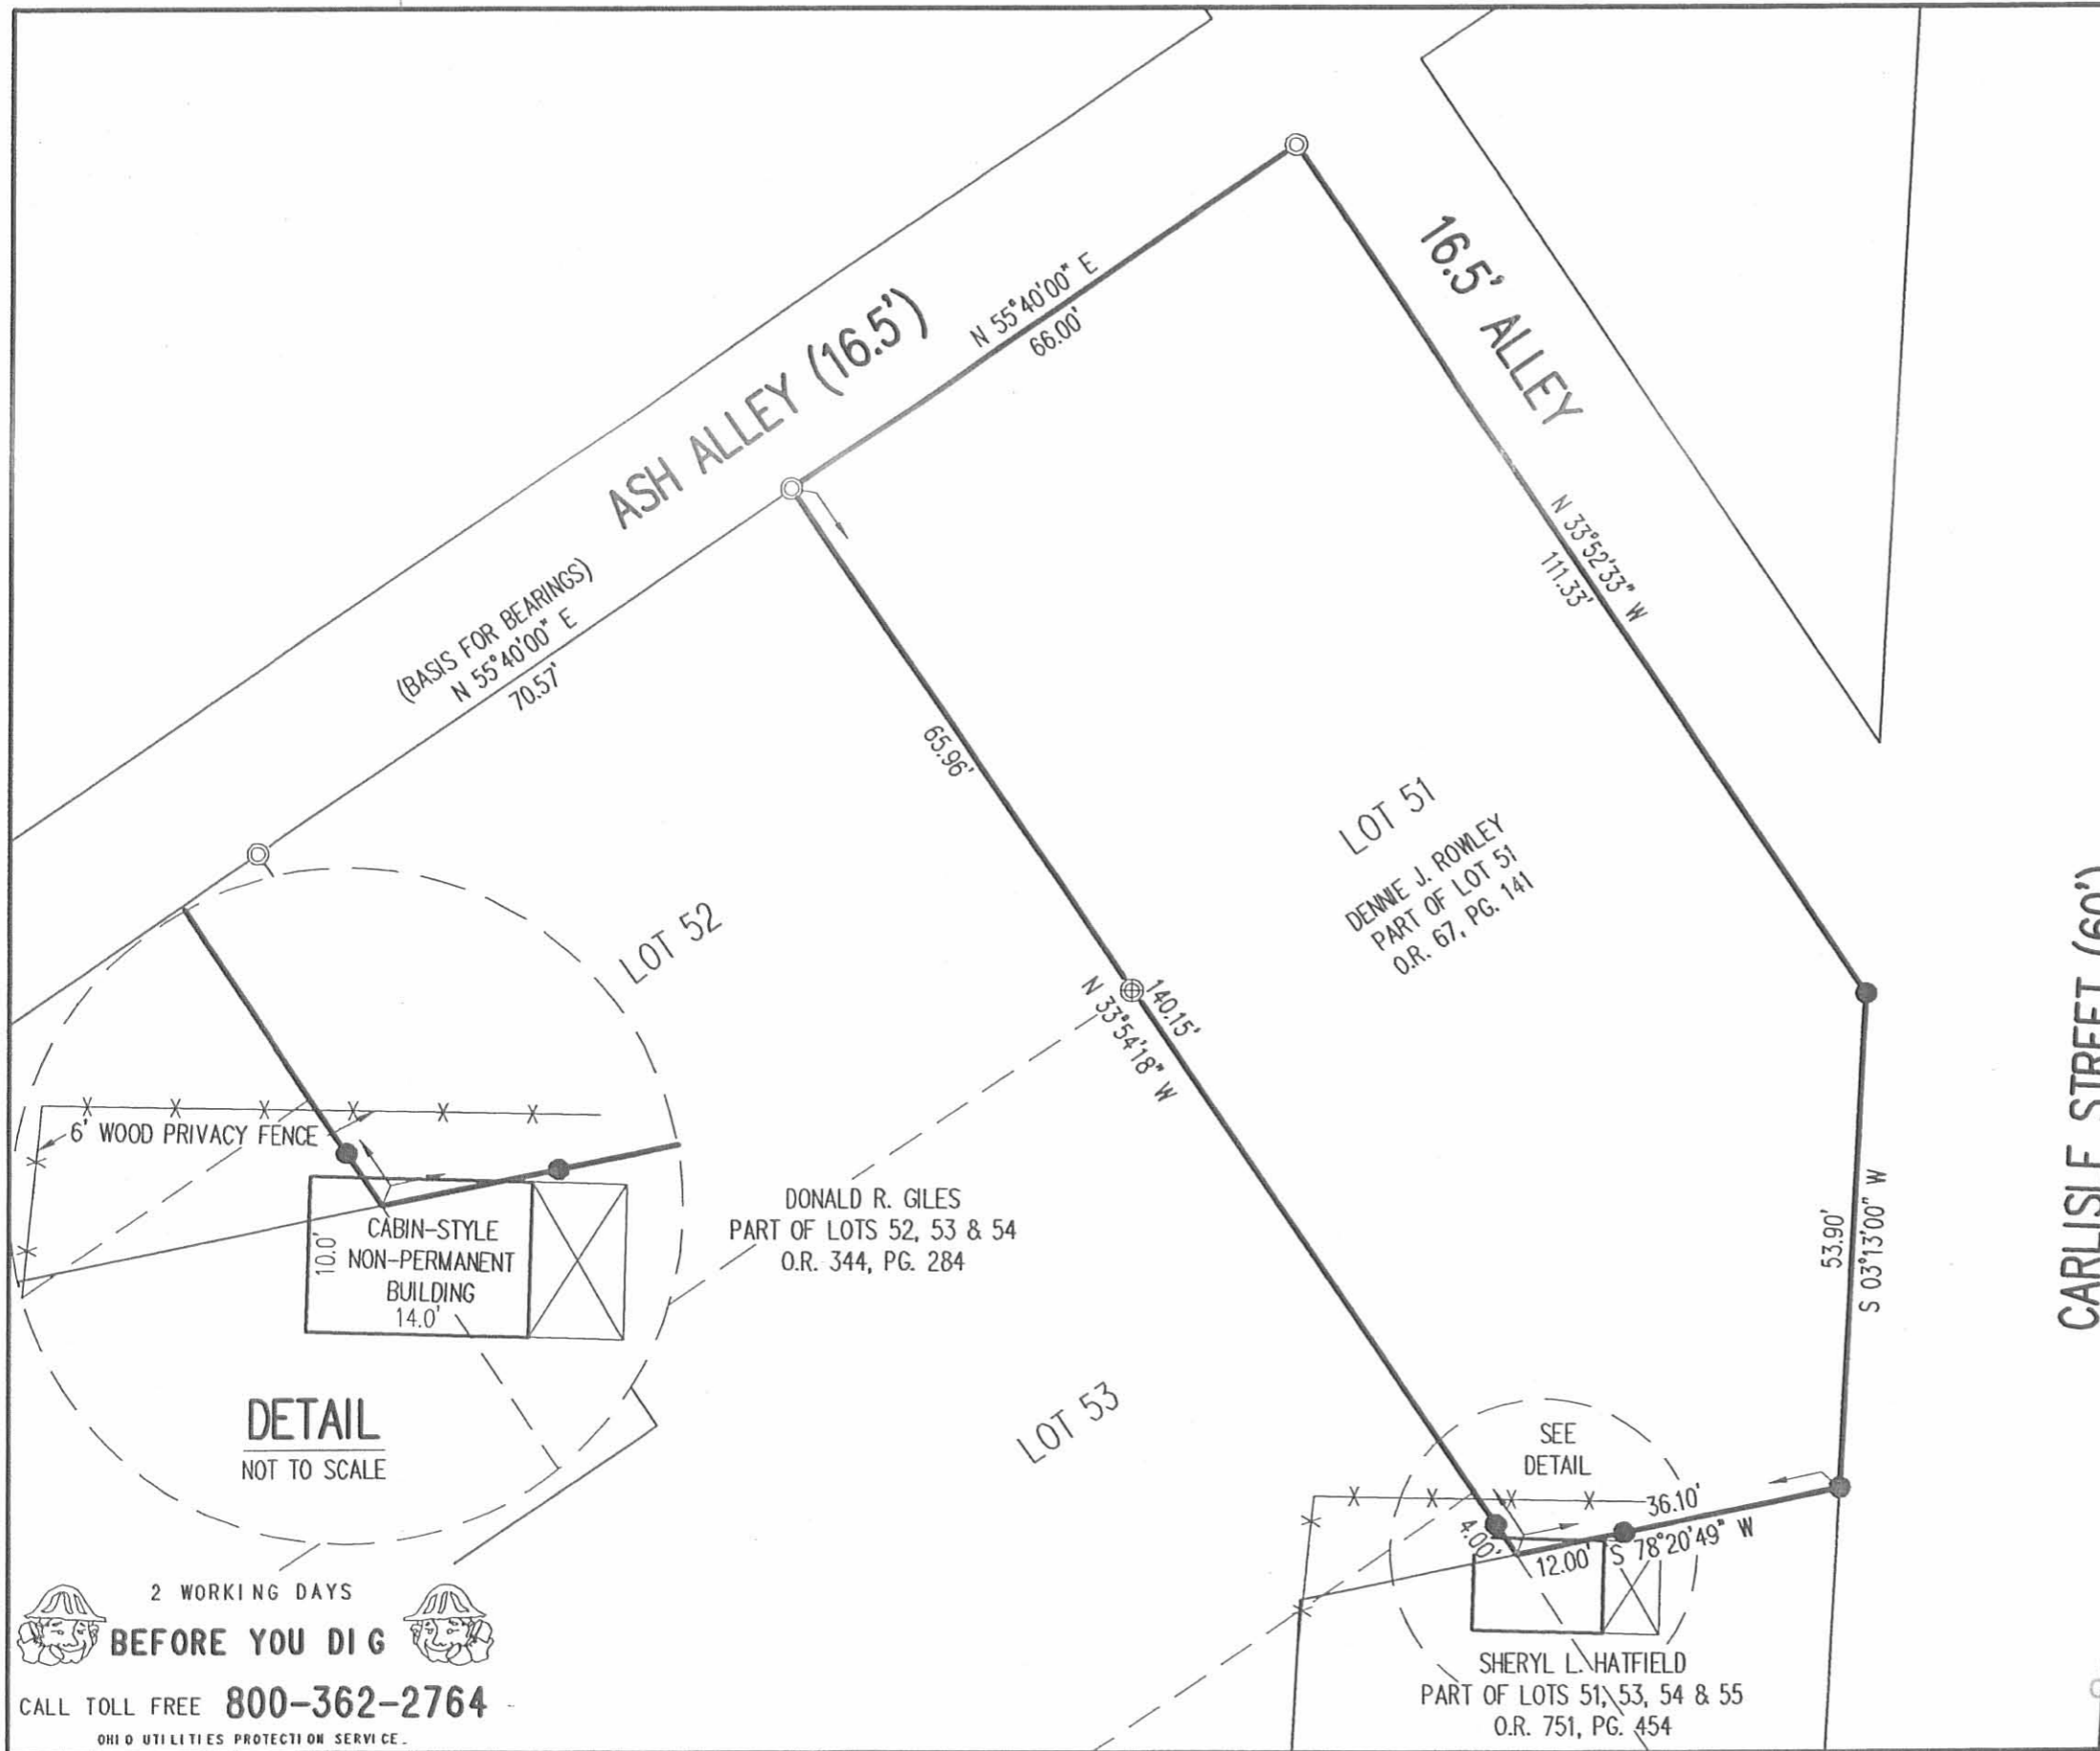 ASH ALLEY (16.5')
N 55°40'00" E
66.00'
16.5' ALLEY
(BASIS FOR BEARINGS)
N 55°40'00" E
70.57'
N 33°52'33" W
111.33'
65.96'
LOT 51
DENNIE J. ROWLEY
PART OF LOT 51
O.R. 67, PG. 141
LOT 52
140.15'
N 33°54'18" W
CARLISLE STREET (60')
6' WOOD PRIVACY FENCE
CABIN-STYLE
NON-PERMANENT
BUILDING
14.0'
10.0'
DONALD R. GILES
PART OF LOTS 52, 53 & 54
O.R. 344, PG. 284
53.90'
S 03°13'00" W
DETAIL
NOT TO SCALE
LOT 53
SEE
DETAIL
36.10'
S 78°20'49" W
4.00'
12.00'
SHERYL L. HATFIELD
PART OF LOTS 51, 53, 54 & 55
O.R. 751, PG. 454
2 WORKING DAYS
BEFORE YOU DIG
CALL TOLL FREE 800-362-2764
OHIO UTILITIES PROTECTION SERVICE.